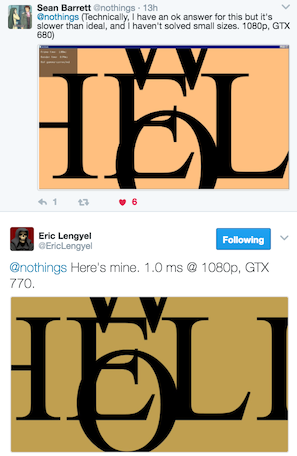 Sean Barrett @nothings · 13h
@nothings (Technically, I have an ok answer for this but it's
slower than ideal, and I haven't solved small sizes. 1080p, GTX
680)
W
HELL
O
1
6
Eric Lengyel
@EricLengyel
Following
@nothings Here's mine. 1.0 ms @ 1080p, GTX
770.
W
HELL
O